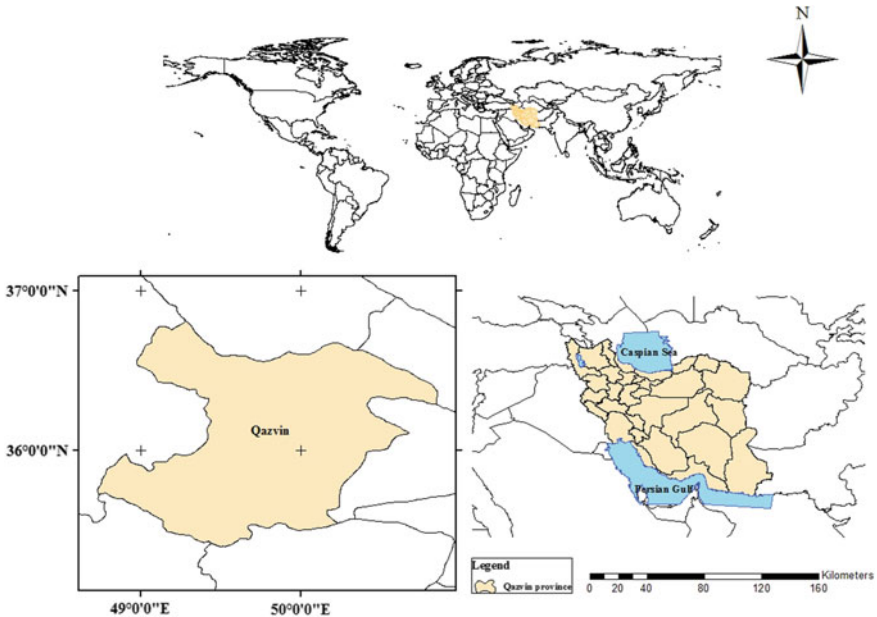 N
37°0'0"N
36°0'0"N
49°0'0"E
50°0'0"E
Qazvin
Caspian Sea
Persian Gulf
Legend
Qazvin province
Kilometers
0 10 20 40 80 120 160